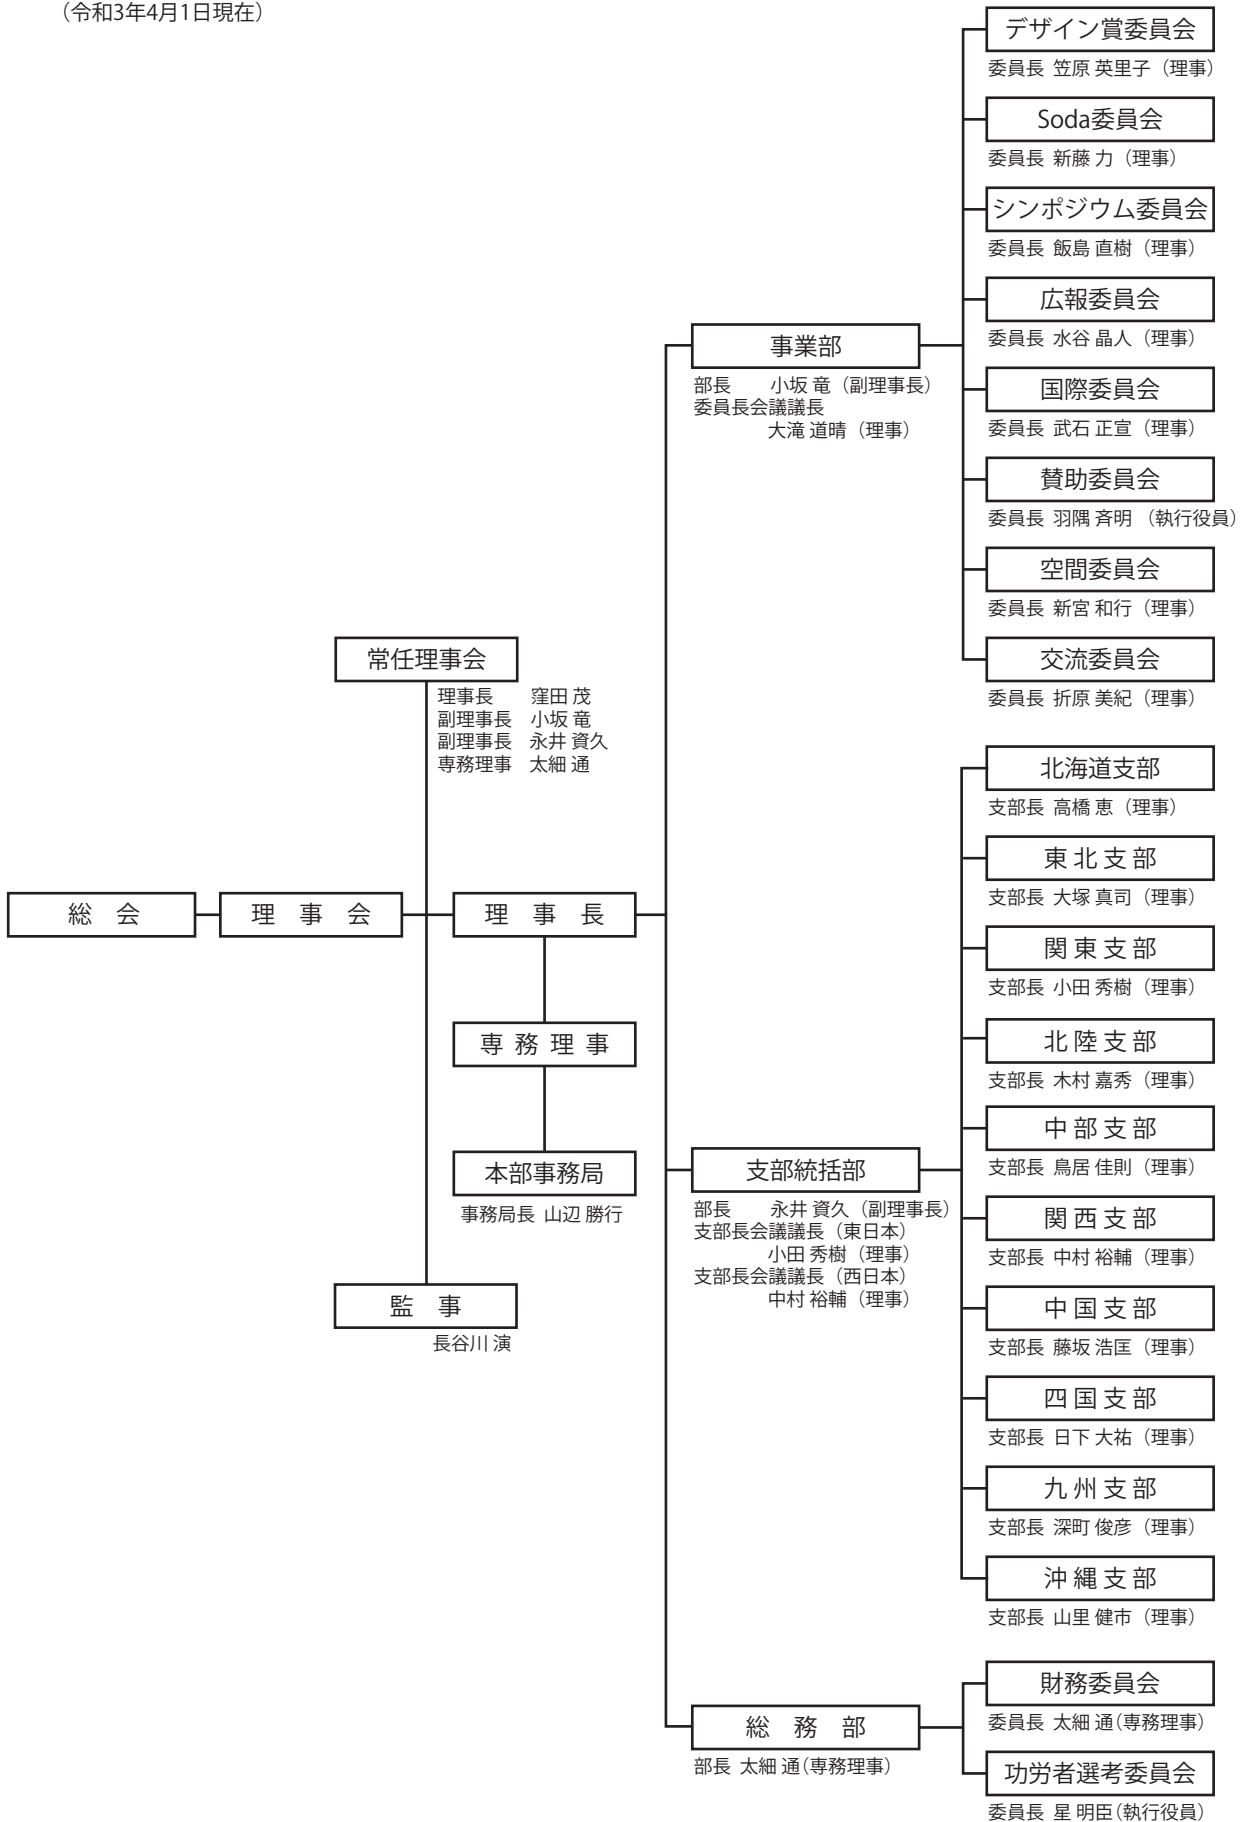 （令和3年4月1日現在）
デザイン賞委員会
委員長 笠原 英里子（理事）
Soda委員会
委員長 新藤 力（理事）
シンポジウム委員会
委員長 飯島 直樹（理事）
広報委員会
委員長 水谷 晶人（理事）
国際委員会
委員長 武石 正宣（理事）
賛助委員会
委員長 羽隅 斉明 （執行役員）
空間委員会
委員長 新宮 和行（理事）
交流委員会
委員長 折原 美紀（理事）
事業部
部長　　小坂 竜（副理事長）
委員長会議議長
大滝 道晴（理事）
常任理事会
理事長　　窪田 茂
副理事長　小坂 竜
副理事長　永井 資久
専務理事　太細 通
総　会
理　事　会
理　事　長
専 務 理 事
本部事務局
事務局長 山辺 勝行
監　事
長谷川 演
支部統括部
部長　　永井 資久（副理事長）
支部長会議議長（東日本）
小田 秀樹（理事）
支部長会議議長（西日本）
中村 裕輔（理事）
北海道支部
支部長 高橋 恵（理事）
東 北 支 部
支部長 大塚 真司（理事）
関 東 支 部
支部長 小田 秀樹（理事）
北 陸 支 部
支部長 木村 嘉秀（理事）
中 部 支 部
支部長 鳥居 佳則（理事）
関 西 支 部
支部長 中村 裕輔（理事）
中 国 支 部
支部長 藤坂 浩匡（理事）
四 国 支 部
支部長 日下 大祐（理事）
九 州 支 部
支部長 深町 俊彦（理事）
沖 縄 支 部
支部長 山里 健市（理事）
総　務　部
部長 太細 通(専務理事)
財務委員会
委員長 太細 通(専務理事)
功労者選考委員会
委員長 星 明臣(執行役員)